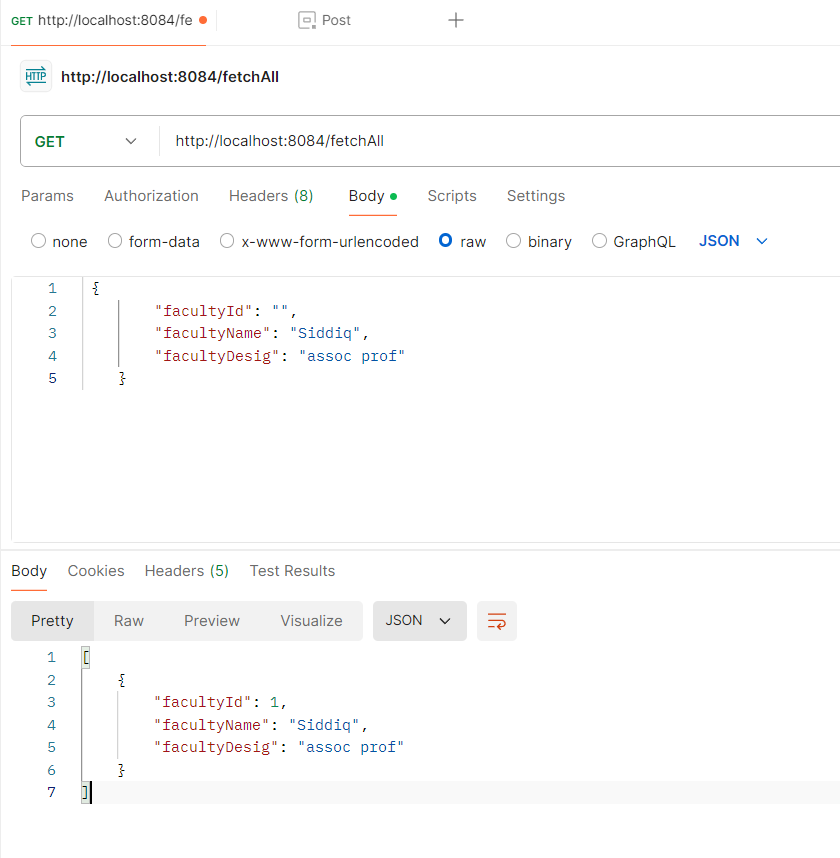 GET http://localhost:8084/fe Post
HTTP http://localhost:8084/fetchAll
GET http://localhost:8084/fetchAll
Params Authorization Headers (8) Body Scripts Settings
none form-data x-www-form-urlencoded raw binary GraphQL JSON
1 {
2 "facultyId": "",
3 "facultyName": "Siddiq",
4 "facultyDesig": "assoc prof"
5 }
Body Cookies Headers (5) Test Results
Pretty Raw Preview Visualize JSON
1 [
2 {
3 "facultyId": 1,
4 "facultyName": "Siddiq",
5 "facultyDesig": "assoc prof"
6 }
7 ]